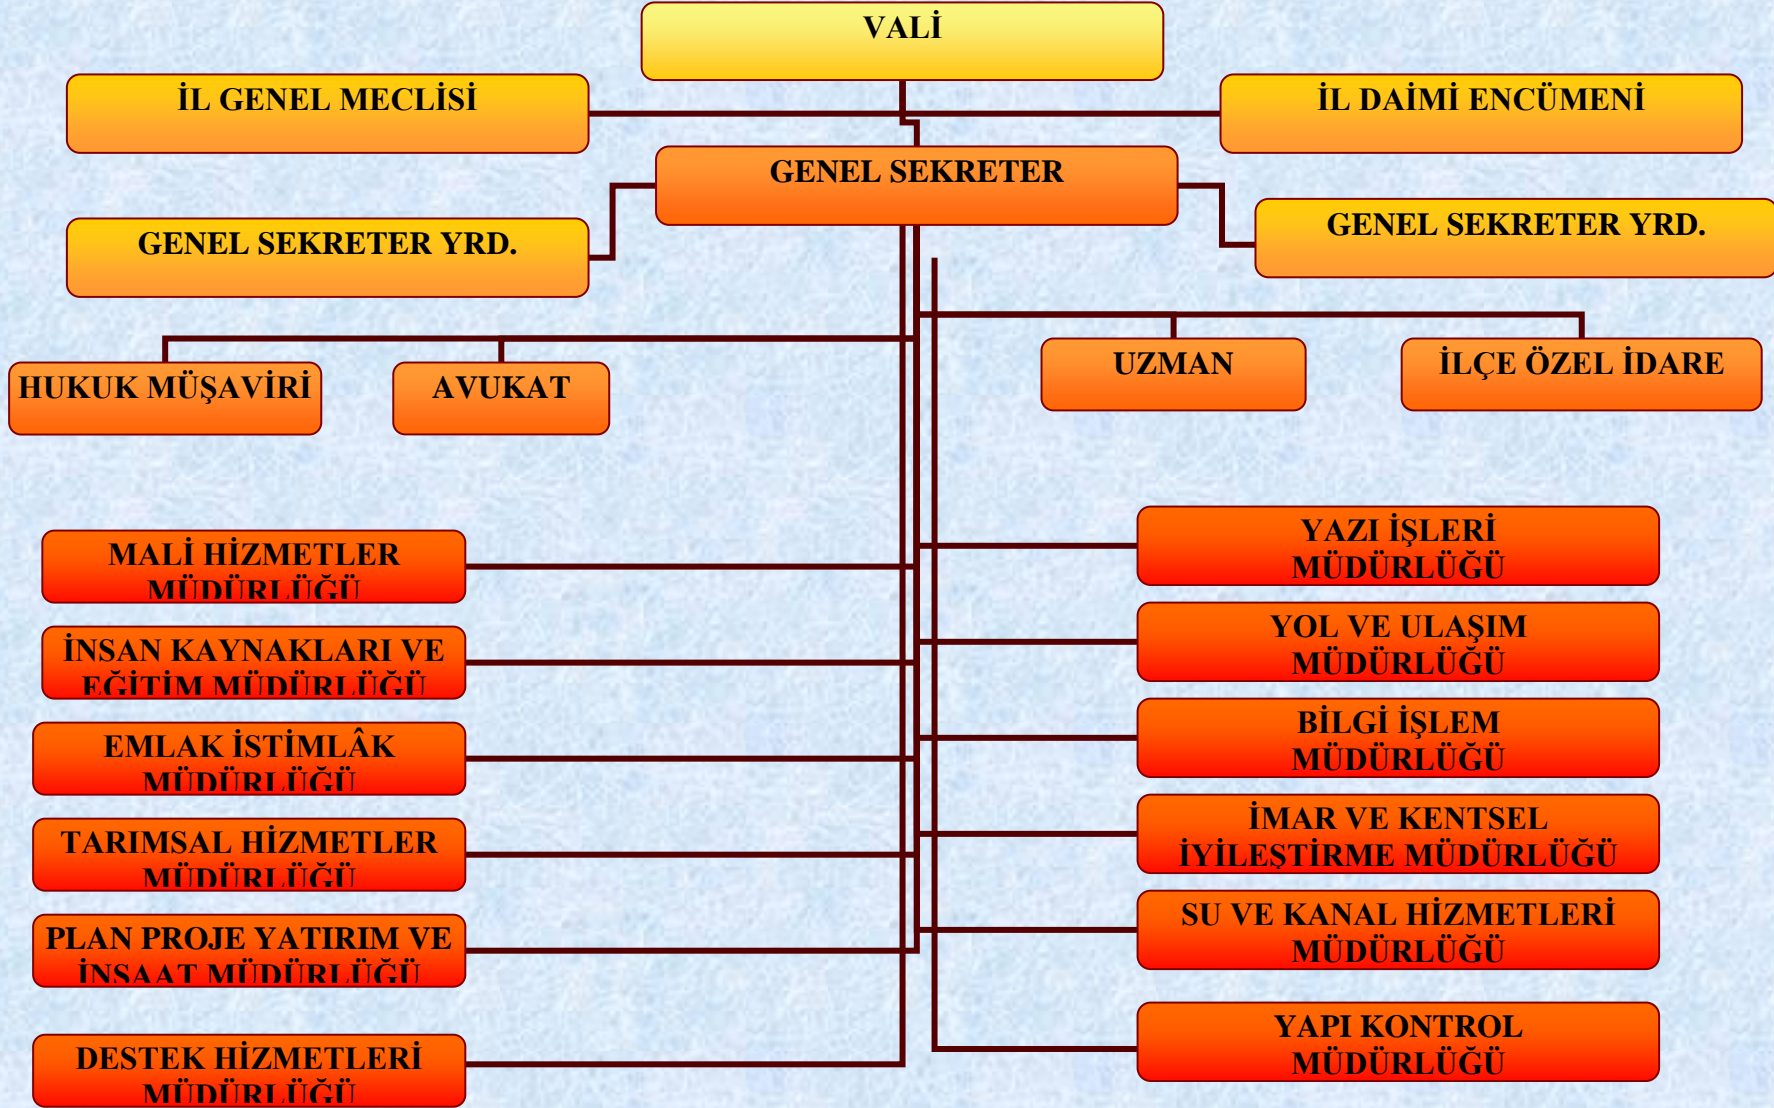 VALİ
İL GENEL MECLİSİ
İL DAİMİ ENCÜMENİ
GENEL SEKRETER
GENEL SEKRETER YRD.
GENEL SEKRETER YRD.
HUKUK MÜŞAVİRİ
AVUKAT
UZMAN
İLÇE ÖZEL İDARE
MALİ HİZMETLER
MÜDÜRLÜĞÜ
İNSAN KAYNAKLARI VE
EĞİTİM MÜDÜRLÜĞÜ
EMLAK İSTİMLÂK
MÜDÜRLÜĞÜ
TARIMSAL HİZMETLER
MÜDÜRLÜĞÜ
PLAN PROJE YATIRIM VE
İNŞAAT MÜDÜRLÜĞÜ
DESTEK HİZMETLERİ
MÜDÜRLÜĞÜ
YAZI İŞLERİ
MÜDÜRLÜĞÜ
YOL VE ULAŞIM
MÜDÜRLÜĞÜ
BİLGİ İŞLEM
MÜDÜRLÜĞÜ
İMAR VE KENTSEL
İYİLEŞTİRME MÜDÜRLÜĞÜ
SU VE KANAL HİZMETLERİ
MÜDÜRLÜĞÜ
YAPI KONTROL
MÜDÜRLÜĞÜ